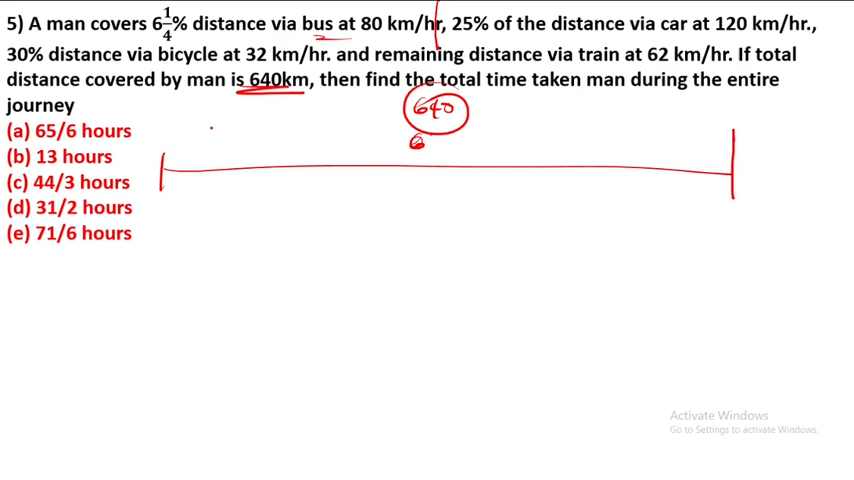 5) A man covers 6 1/4% distance via bus at 80 km/hr, 25% of the distance via car at 120 km/hr.,
30% distance via bicycle at 32 km/hr. and remaining distance via train at 62 km/hr. If total
distance covered by man is 640km, then find the total time taken man during the entire
journey
640
(a) 65/6 hours
(b) 13 hours
(c) 44/3 hours
(d) 31/2 hours
(e) 71/6 hours
Activate Windows
Go to Settings to activate Windows.